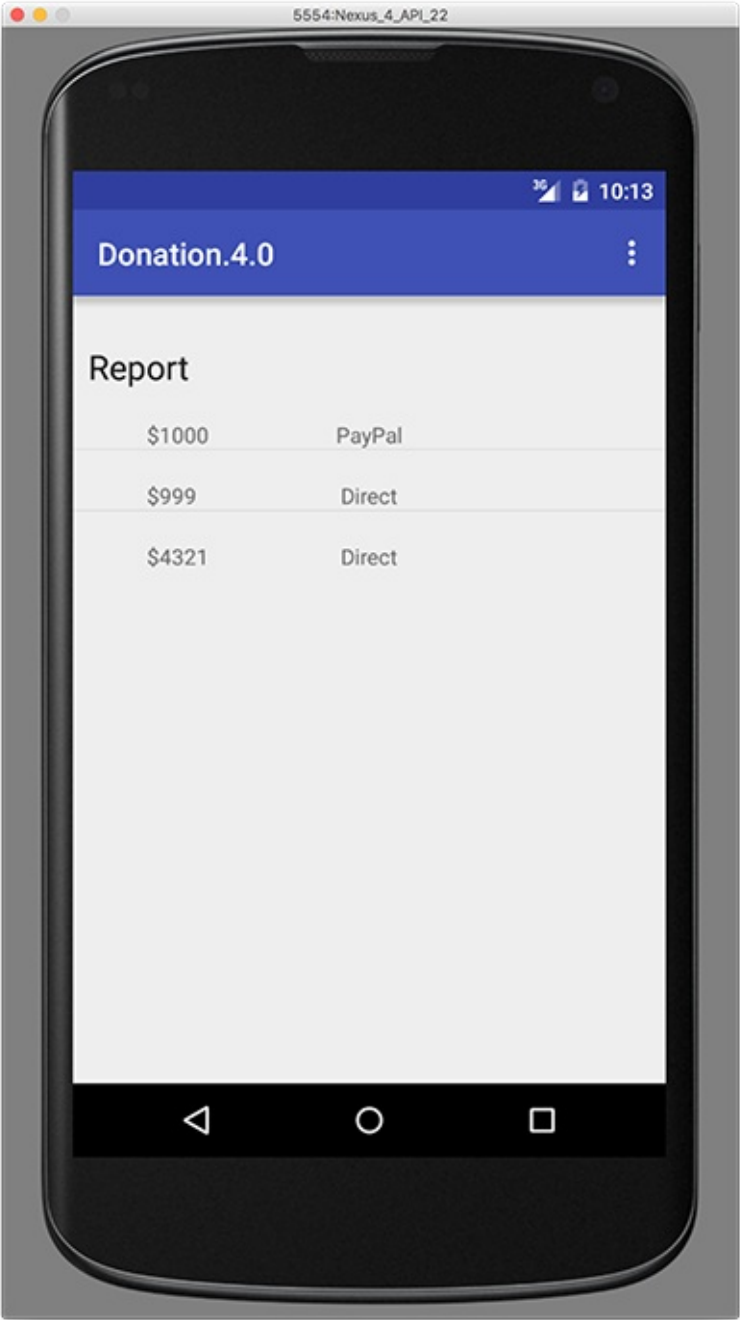 5554:Nexus_4_API_22
3G 10:13
Donation.4.0
Report
$1000 PayPal
$999 Direct
$4321 Direct